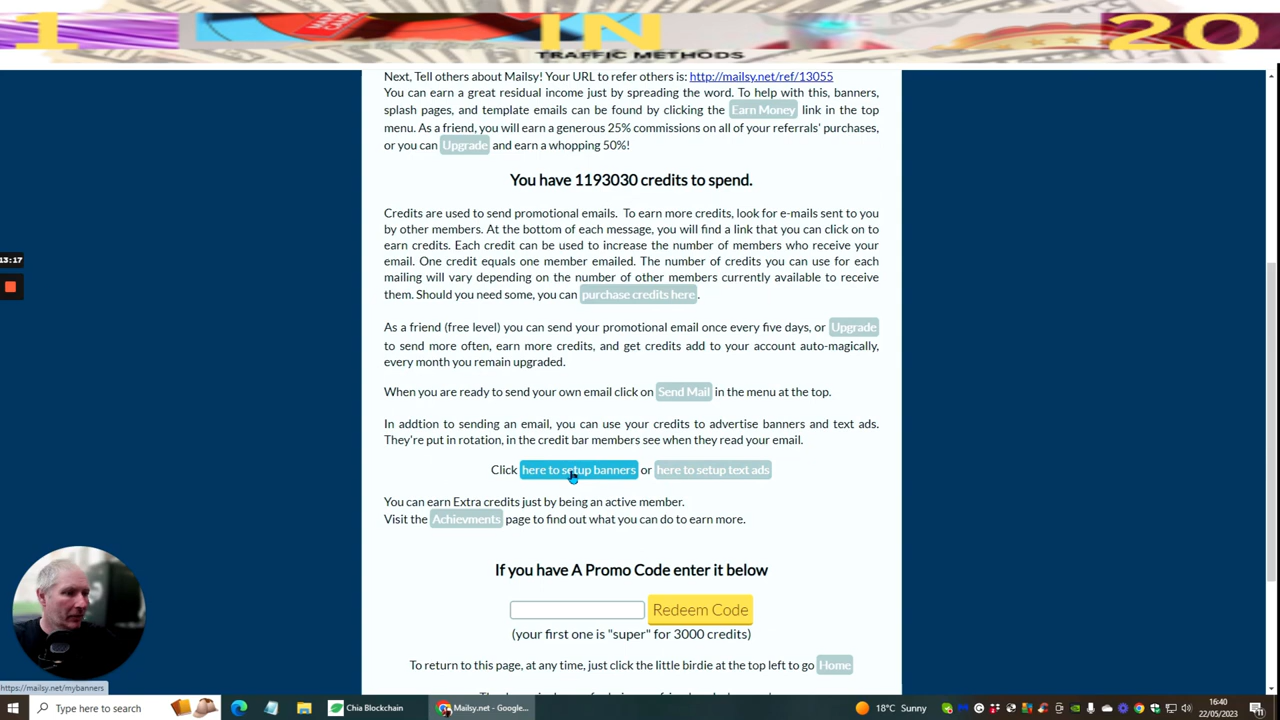 1 IN 20
TRAFFIC METHODS
Next, Tell others about Mailsy! Your URL to refer others is: http://mailsy.net/ref/13055
You can earn a great residual income just by spreading the word. To help with this, banners,
splash pages, and template emails can be found by clicking the Earn Money link in the top
menu. As a friend, you will earn a generous 25% commissions on all of your referrals' purchases,
or you can Upgrade and earn a whopping 50%!
You have 1193030 credits to spend.
Credits are used to send promotional emails. To earn more credits, look for e-mails sent to you
by other members. At the bottom of each message, you will find a link that you can click on to
earn credits. Each credit can be used to increase the number of members who receive your
email. One credit equals one member emailed. The number of credits you can use for each
mailing will vary depending on the number of other members currently available to receive
them. Should you need some, you can purchase credits here.
13:17
As a friend (free level) you can send your promotional email once every five days, or Upgrade
to send more often, earn more credits, and get credits add to your account auto-magically,
every month you remain upgraded.
When you are ready to send your own email click on Send Mail in the menu at the top.
In addtion to sending an email, you can use your credits to advertise banners and text ads.
They're put in rotation, in the credit bar members see when they read your email.
Click here to setup banners or here to setup text ads
You can earn Extra credits just by being an active member.
Visit the Achievments page to find out what you can do to earn more.
If you have A Promo Code enter it below
Redeem Code
(your first one is "super" for 3000 credits)
To return to this page, at any time, just click the little birdie at the top left to go Home
https://mailsy.net/mybanners
Type here to search
Chia Blockchain
Mailsy.net - Google...
18°C Sunny
16:40
22/05/2023